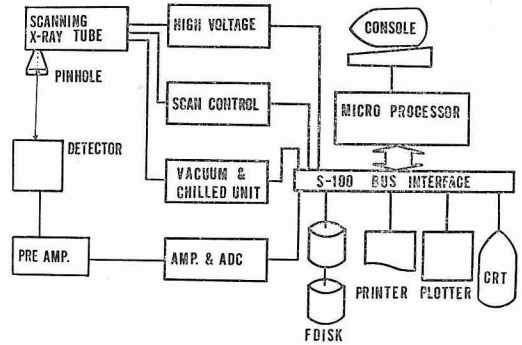 SCANNING
X-RAY TUBE
HIGH VOLTAGE
CONSOLE
PINHOLE
SCAN CONTROL
MICRO PROCESSOR
DETECTOR
VACUUM &
CHILLED UNIT
S-100 BUS INTERFACE
PRE AMP.
AMP. & ADC
PRINTER
PLOTTER
CRT
FDISK